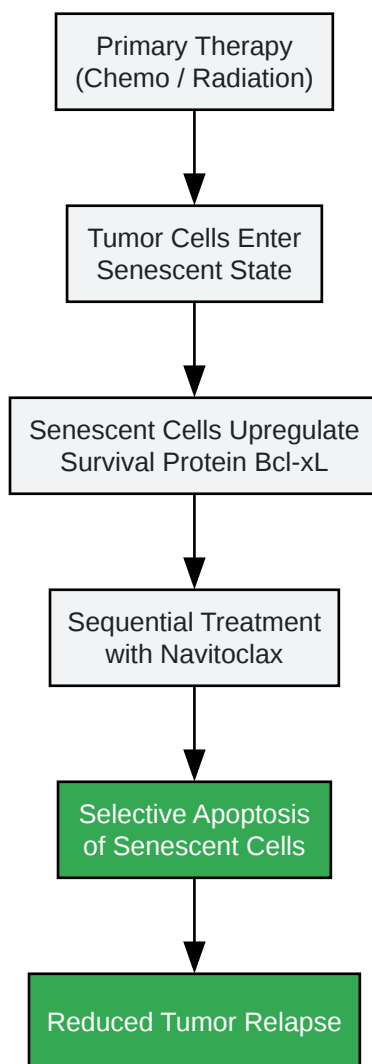 Primary Therapy
(Chemo / Radiation)
Tumor Cells Enter
Senescent State
Senescent Cells Upregulate
Survival Protein Bcl-xL
Sequential Treatment
with Navitoclax
Selective Apoptosis
of Senescent Cells
Reduced Tumor Relapse